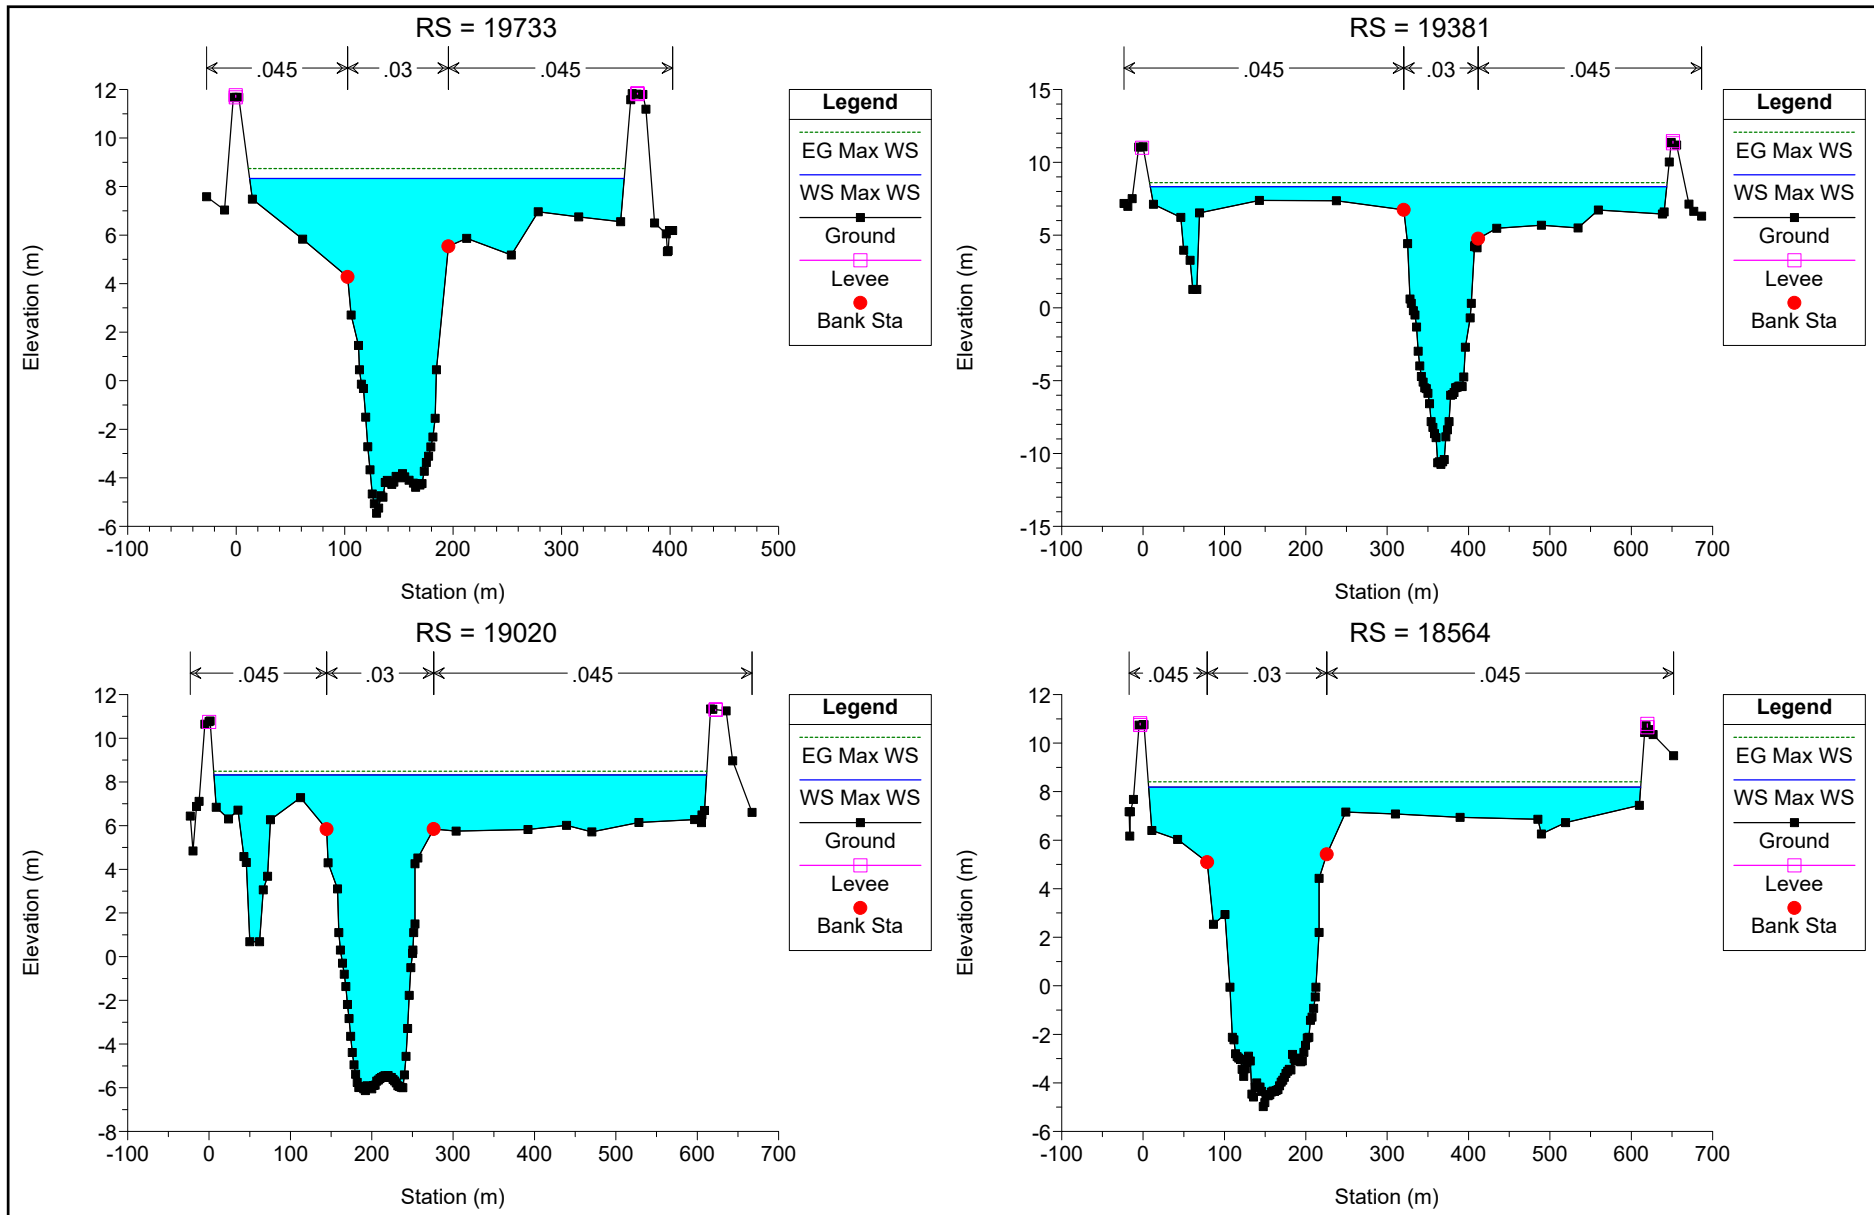 RS = 19733
.045 .03 .045
12
10
8
6
4
2
0
-2
-4
-6
-100 0 100 200 300 400 500
Elevation (m)
Station (m)
Legend
EG Max WS
WS Max WS
Ground
Levee
Bank Sta
RS = 19381
.045 .03 .045
15
10
5
0
-5
-10
-15
-100 0 100 200 300 400 500 600 700
Elevation (m)
Station (m)
Legend
EG Max WS
WS Max WS
Ground
Levee
Bank Sta
RS = 19020
.045 .03 .045
12
10
8
6
4
2
0
-2
-4
-6
-8
-100 0 100 200 300 400 500 600 700
Elevation (m)
Station (m)
Legend
EG Max WS
WS Max WS
Ground
Levee
Bank Sta
RS = 18564
.045 .03 .045
12
10
8
6
4
2
0
-2
-4
-6
-100 0 100 200 300 400 500 600 700
Elevation (m)
Station (m)
Legend
EG Max WS
WS Max WS
Ground
Levee
Bank Sta